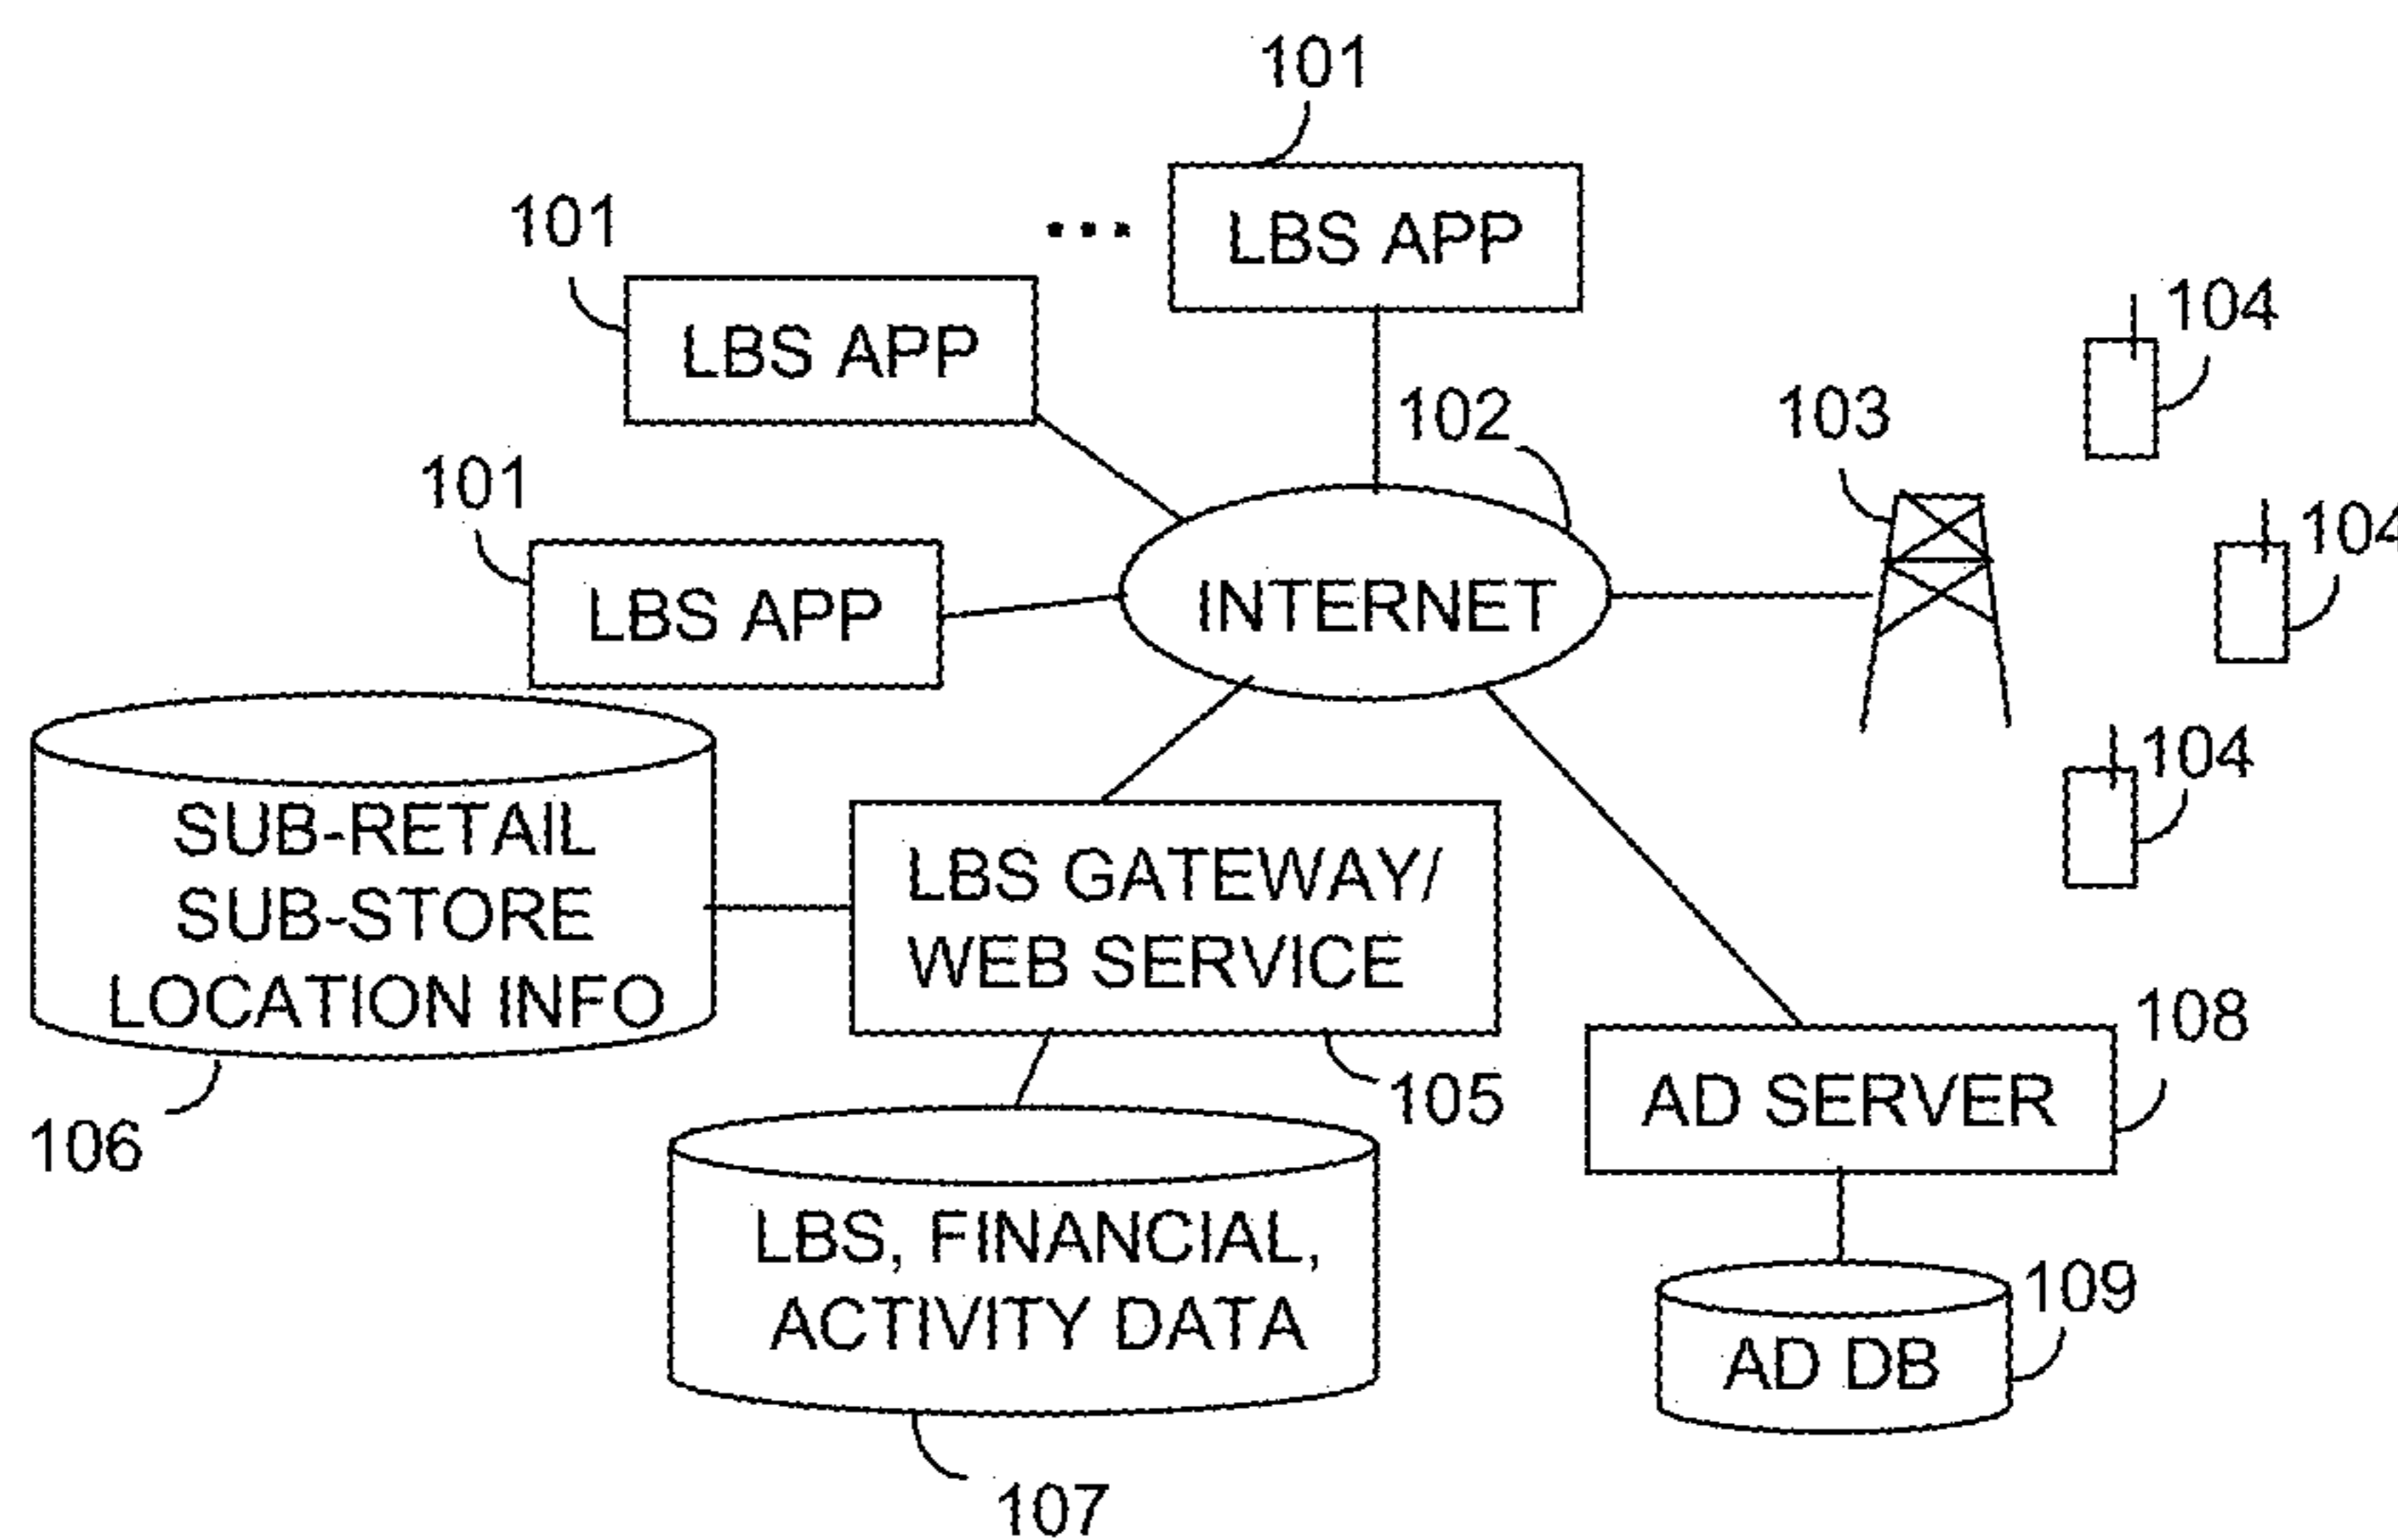 101
101
...
LBS APP
104
LBS APP
102
103
101
104
LBS APP
INTERNET
104
SUB-RETAIL
SUB-STORE
LOCATION INFO
LBS GATEWAY/
WEB SERVICE
108
105
AD SERVER
106
LBS, FINANCIAL,
ACTIVITY DATA
109
AD DB
107